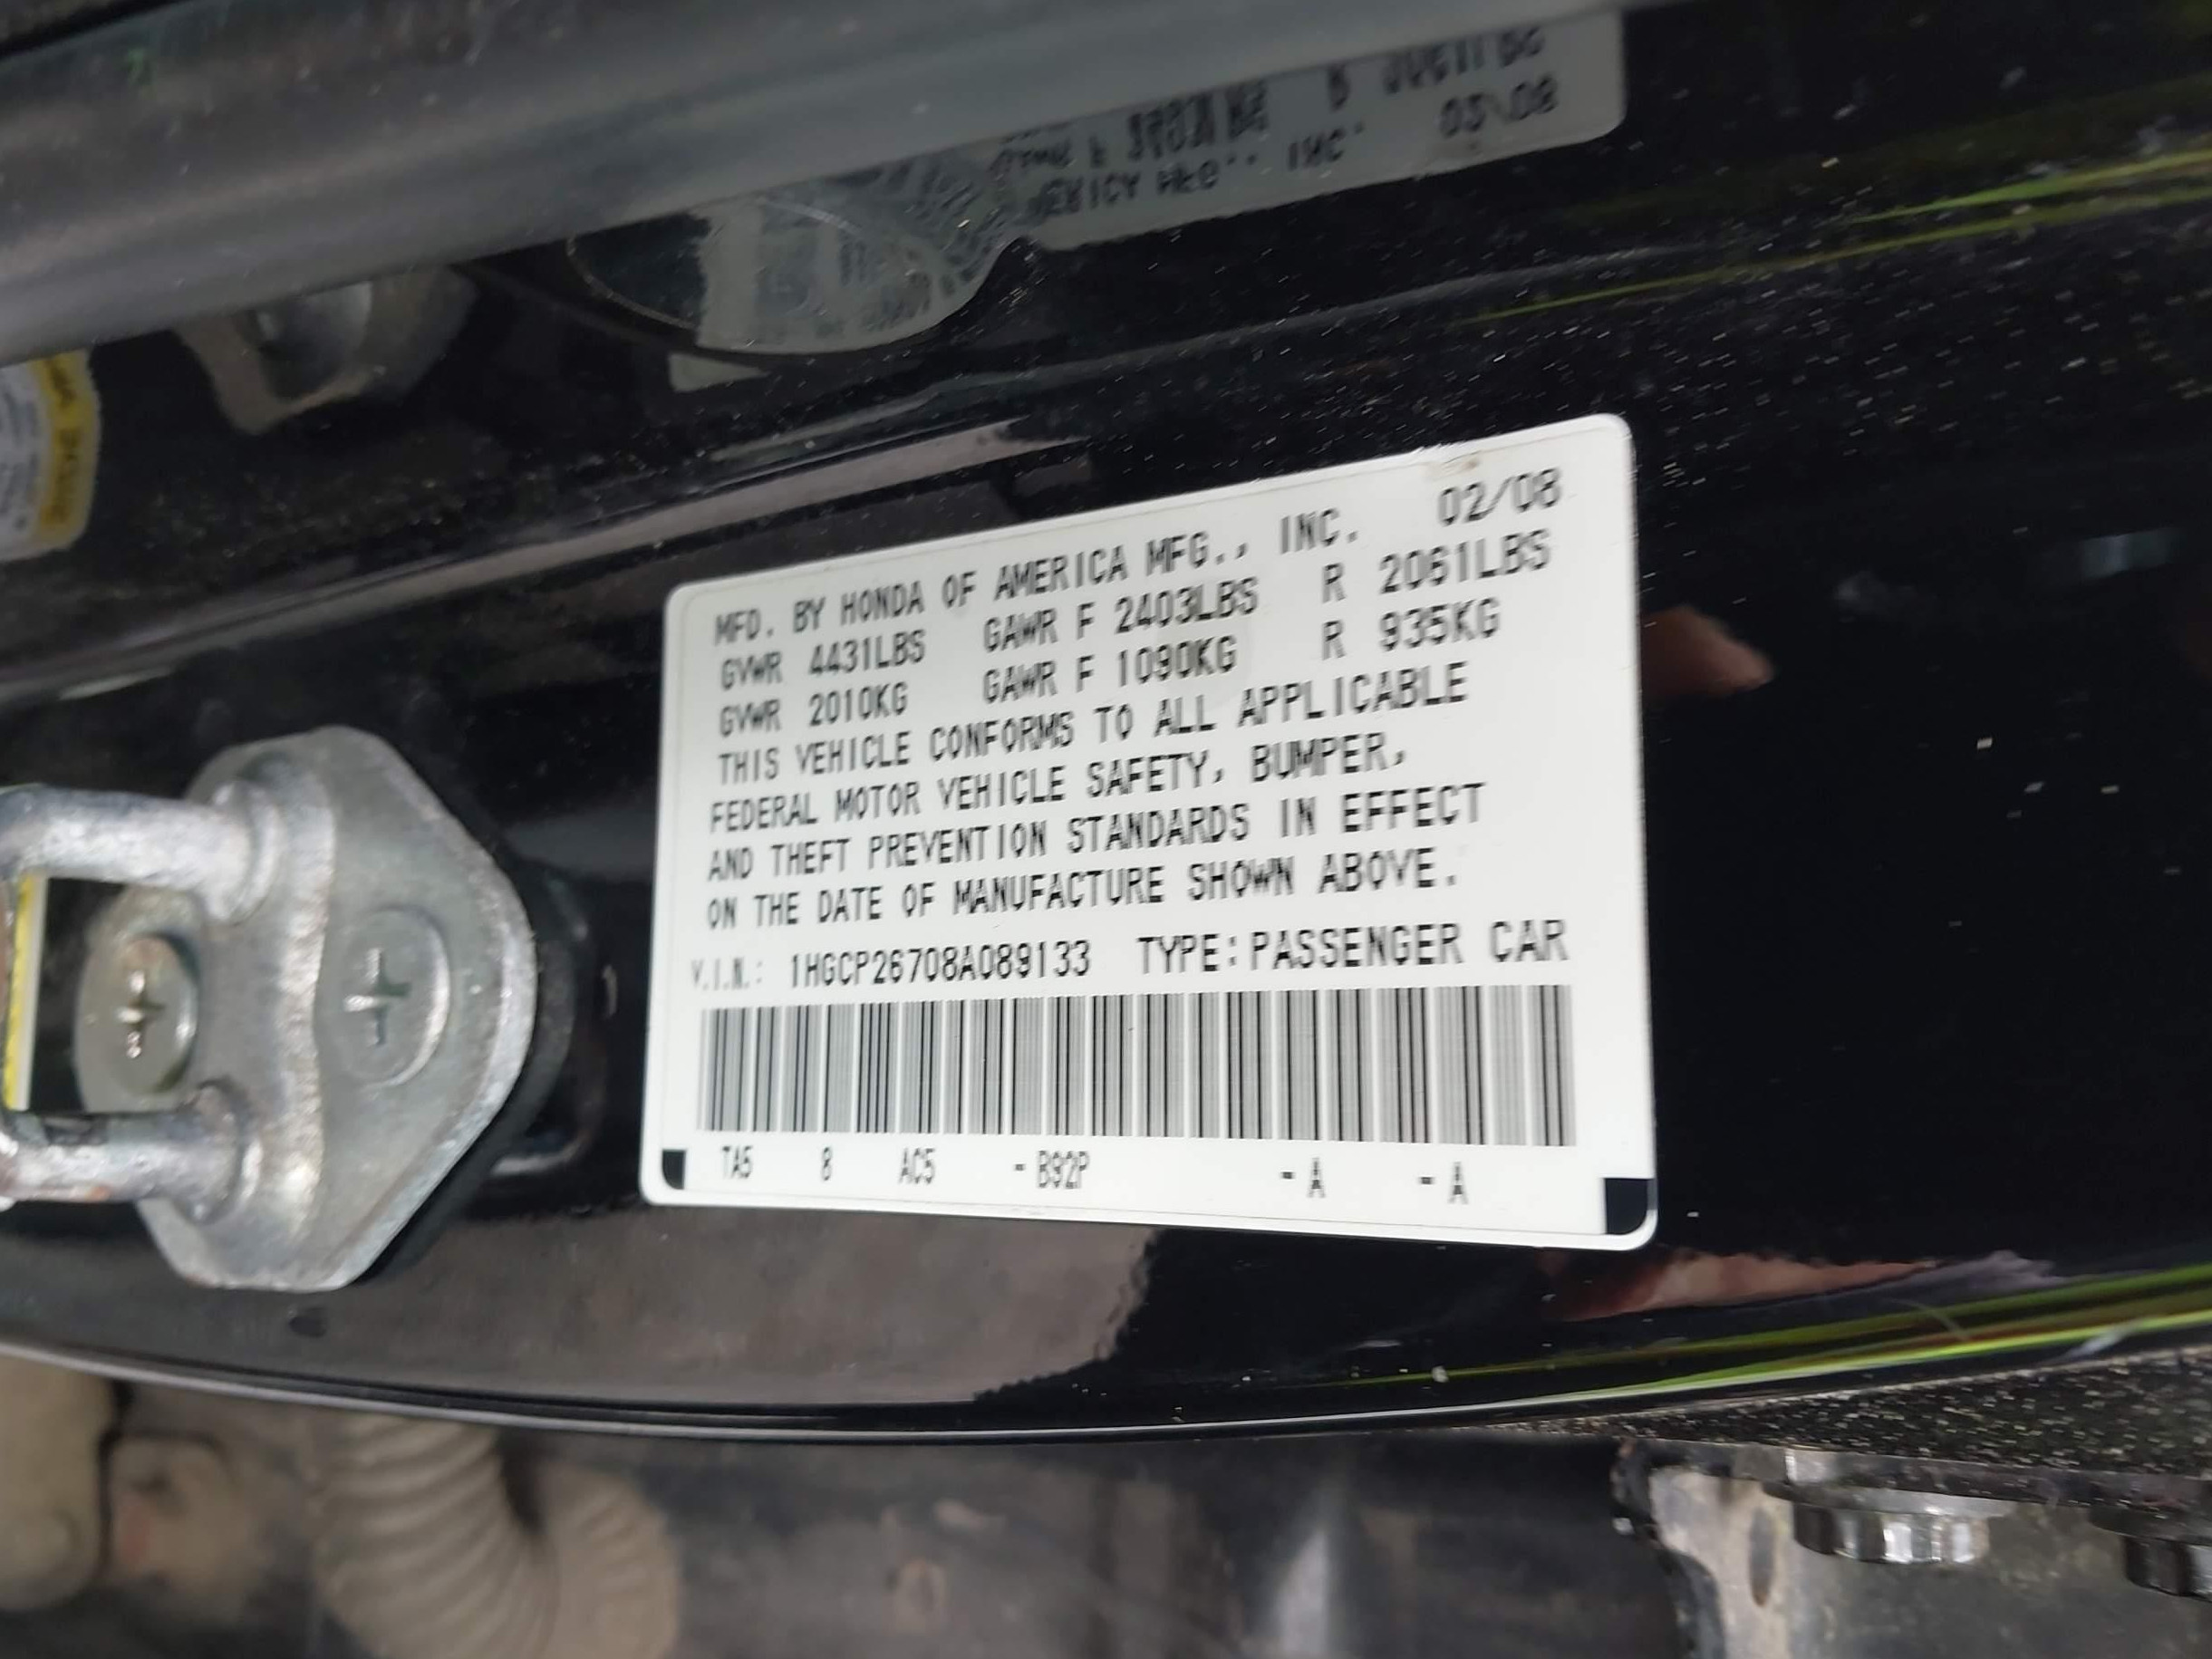 MFD. BY HONDA OF AMERICA MFG., INC. 02/08
GVWR 4431LBS GAWR F 2403LBS R 2061LBS
GVWR 2010KG GAWR F 1090KG R 935KG
THIS VEHICLE CONFORMS TO ALL APPLICABLE
FEDERAL MOTOR VEHICLE SAFETY, BUMPER,
AND THEFT PREVENTION STANDARDS IN EFFECT
ON THE DATE OF MANUFACTURE SHOWN ABOVE.
V.I.N.: 1HGCP26708A089133 TYPE: PASSENGER CAR
TA5 8 AC5 - B92P - A - A